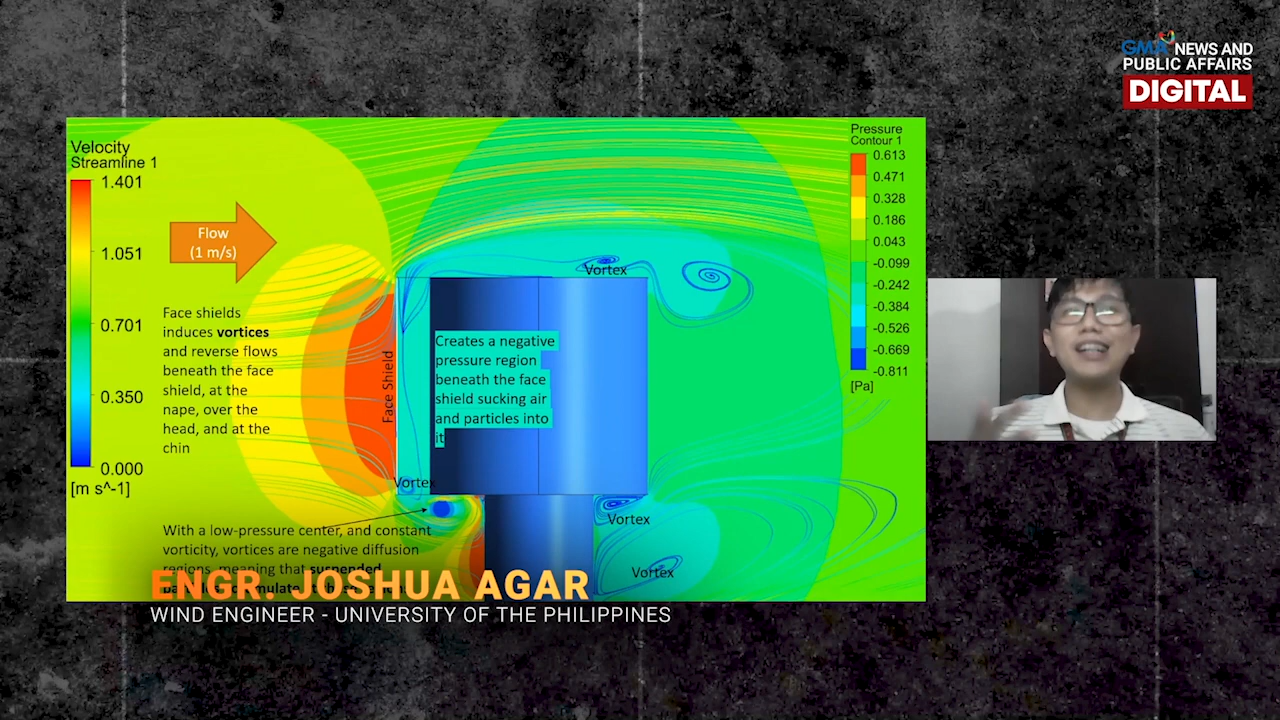 GMA NEWS AND
PUBLIC AFFAIRS
DIGITAL
Velocity
Streamline 1
1.401
1.051
0.701
0.350
0.000
[m s^-1]
Flow
(1 m/s)
Face shields
induces vortices
and reverse flows
beneath the face
shield, at the
nape, over the
head, and at the
chin
Face Shield
Creates a negative
pressure region
beneath the face
shield sucking air
and particles into
it
Vortex
Vortex
Vortex
Vortex
With a low-pressure center, and constant
vorticity, vortices are negative diffusion
regions, meaning that suspended
Pressure
Contour 1
0.613
0.471
0.328
0.186
0.043
-0.099
-0.242
-0.384
-0.526
-0.669
-0.811
[Pa]
ENGR. JOSHUA AGAR
WIND ENGINEER - UNIVERSITY OF THE PHILIPPINES